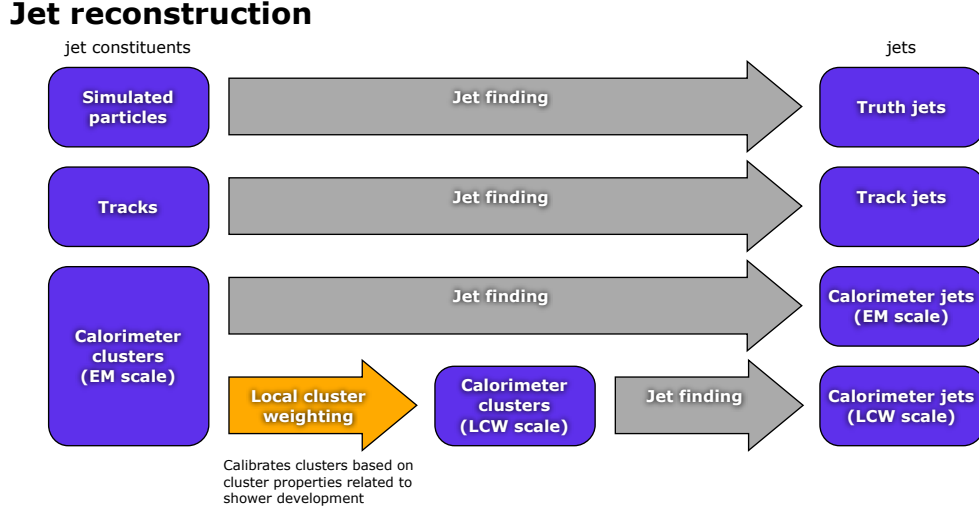 Jet reconstruction
jet constituents
jets
Simulated
particles
Jet finding
Truth jets
Tracks
Jet finding
Track jets
Calorimeter
clusters
(EM scale)
Jet finding
Calorimeter jets
(EM scale)
Local cluster
weighting
Calorimeter
clusters
(LCW scale)
Jet finding
Calorimeter jets
(LCW scale)
Calibrates clusters based on
cluster properties related to
shower development